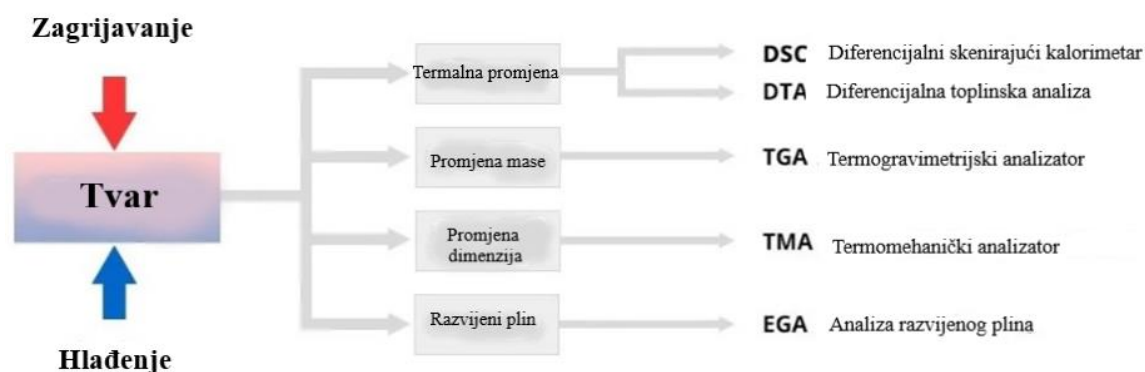 Zagrijavanje
Tvar
Hlađenje
Termalna promjena
Promjena mase
Promjena
dimenzija
Razvijeni plin
DSC Diferencijalni skenirajući kalorimetar
DTA Diferencijalna toplinska analiza
TGA Termogravimetrijski analizator
TMA Termomehanički analizator
EGA Analiza razvijenog plina